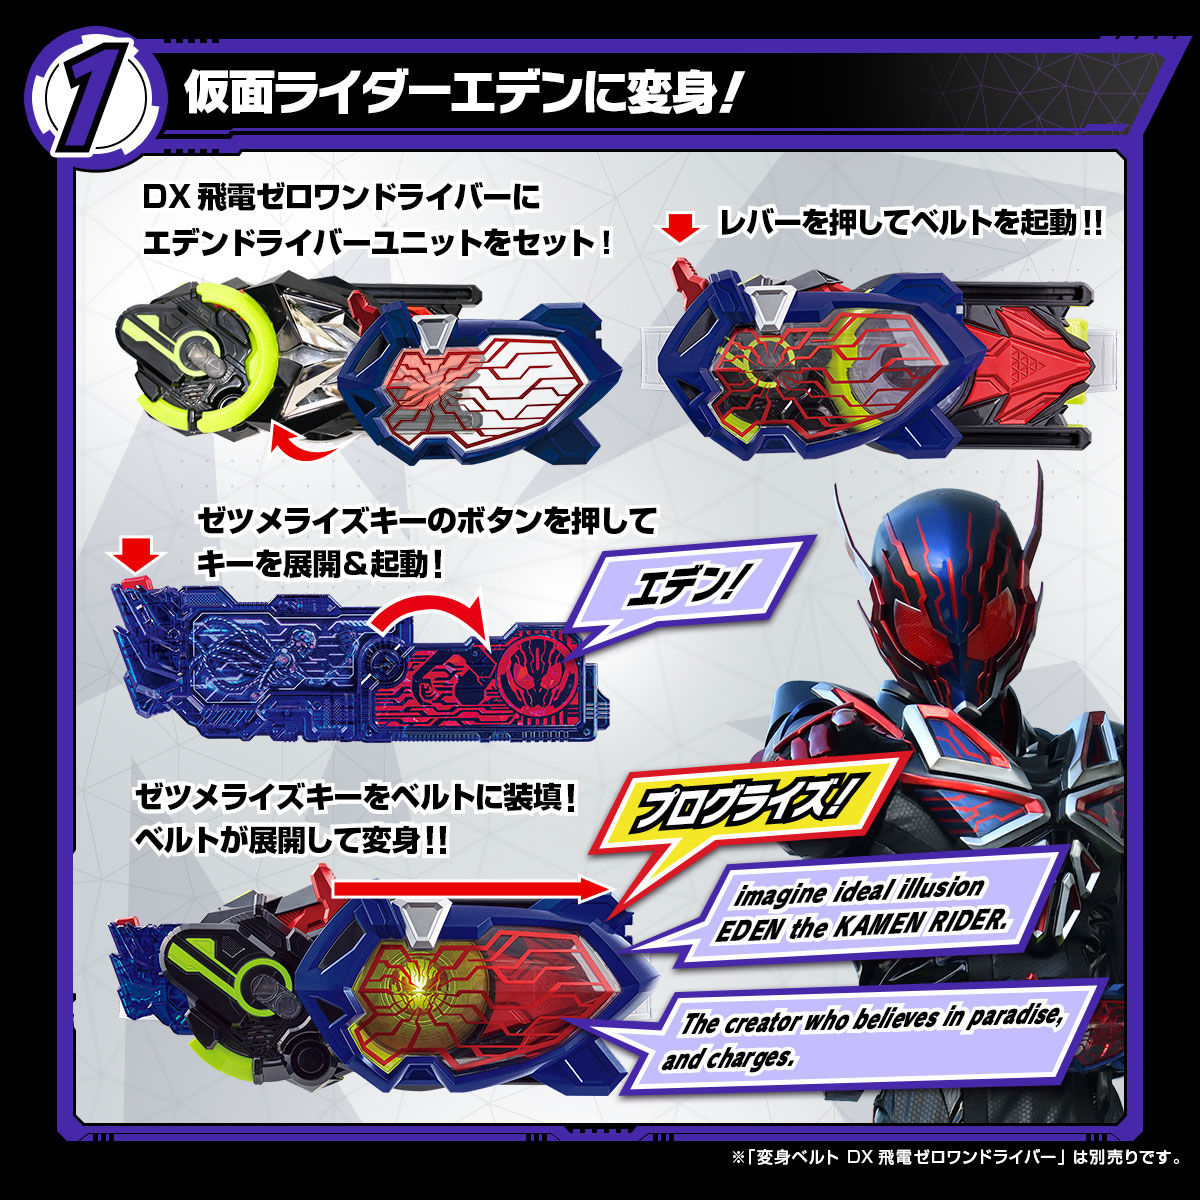 1
仮面ライダーエデンに変身！
DX 飛電ゼロワンドライバーに
エデンドライバーユニットをセット！
レバーを押してベルトを起動!!
ゼツメライズキーのボタンを押して
キーを展開＆起動！
エデン！
ゼツメライズキーをベルトに装填！
ベルトが展開して変身!!
プログライズ！
imagine ideal illusion
EDEN the KAMEN RIDER.
The creator who believes in paradise,
and charges.
※「変身ベルト DX 飛電ゼロワンドライバー」は別売りです。